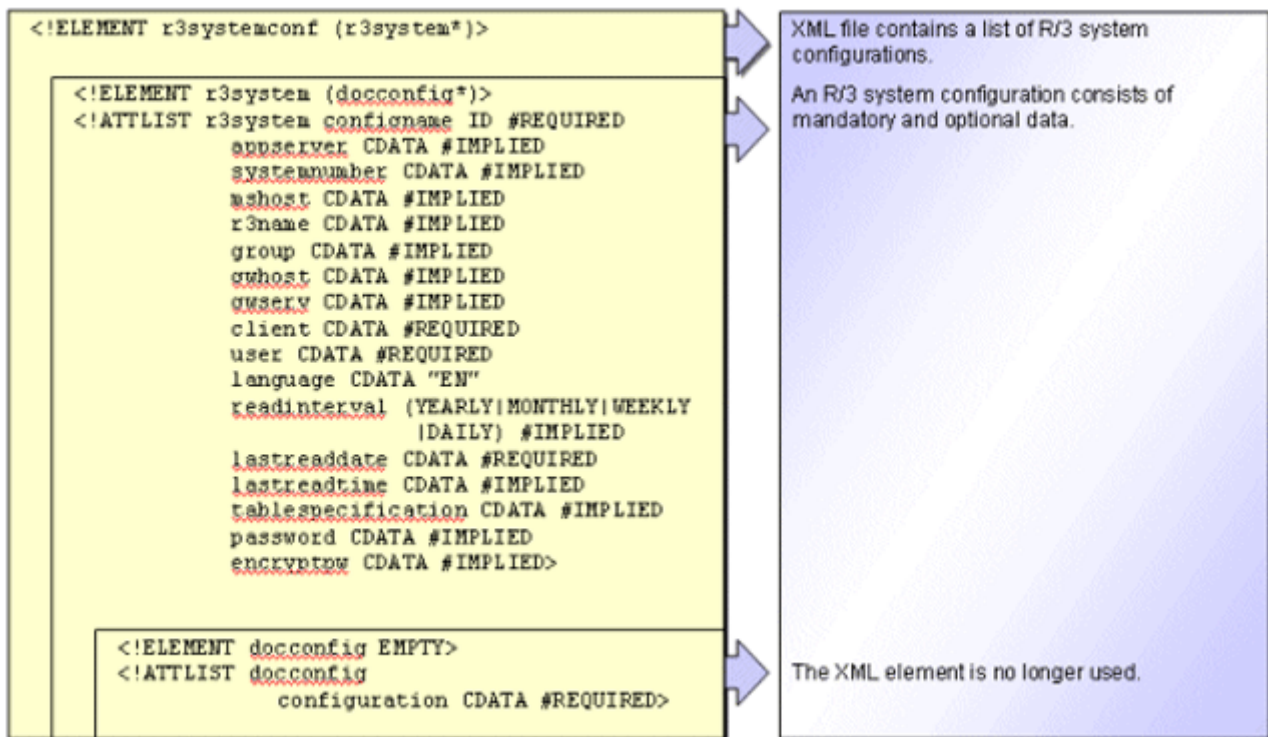 <!ELEMENT r3systemconf (r3system*)>
XML file contains a list of R/3 system
configurations.
<!ELEMENT r3system (docconfig*)>
<!ATTLIST r3system configname ID #REQUIRED
appserver CDATA #IMPLIED
systemnumber CDATA #IMPLIED
mshost CDATA #IMPLIED
r3name CDATA #IMPLIED
group CDATA #IMPLIED
gwhost CDATA #IMPLIED
gwserv CDATA #IMPLIED
client CDATA #REQUIRED
user CDATA #REQUIRED
language CDATA "EN"
readinterval (YEARLY|MONTHLY|WEEKLY
|DAILY) #IMPLIED
lastreaddate CDATA #REQUIRED
lastreadtime CDATA #IMPLIED
tablespecification CDATA #IMPLIED
password CDATA #IMPLIED
encryptpw CDATA #IMPLIED>
An R/3 system configuration consists of
mandatory and optional data.
<!ELEMENT docconfig EMPTY>
<!ATTLIST docconfig
configuration CDATA #REQUIRED>
The XML element is no longer used.